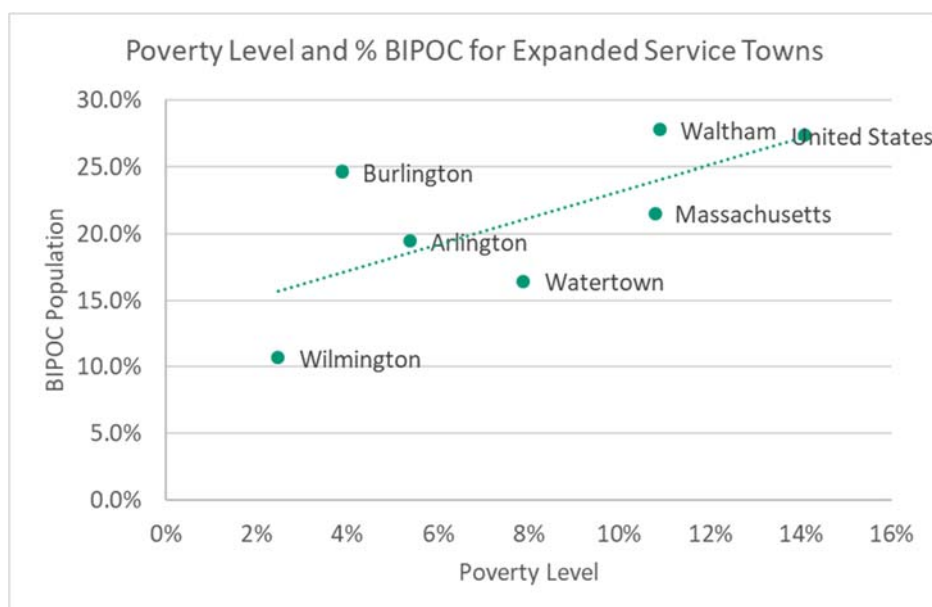 Poverty Level and % BIPOC for Expanded Service Towns
30.0%
25.0%
20.0%
15.0%
10.0%
5.0%
0.0%
BIPOC Population
Waltham
United States
Burlington
Massachusetts
Arlington
Watertown
Wilmington
0% 2% 4% 6% 8% 10% 12% 14% 16%
Poverty Level